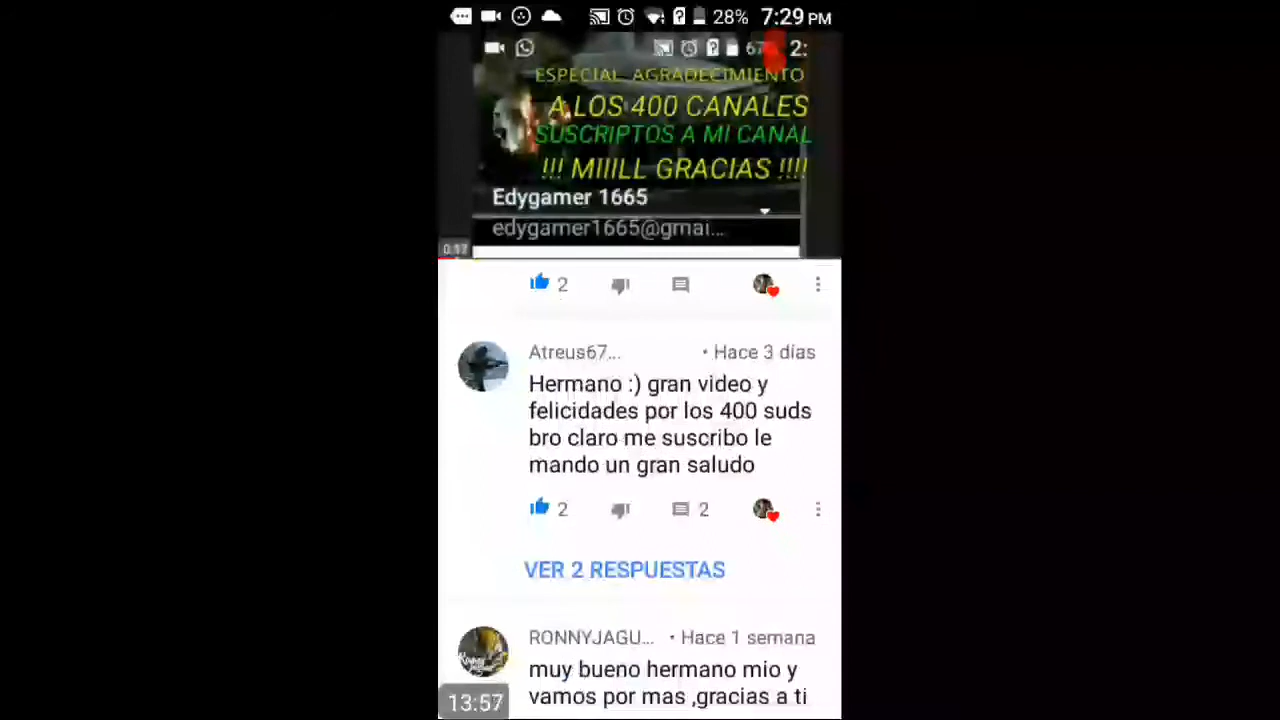 28% 7:29 PM
67% 2:
ESPECIAL AGRADECIMIENTO
A LOS 400 CANALES
SUSCRIPTOS A MI CANAL
!!! MIIILL GRACIAS !!!!
Edygamer 1665
edygamer1665@gmai...
0:17
2
Atreus67... • Hace 3 días
Hermano :) gran video y
felicidades por los 400 suds
bro claro me suscribo le
mando un gran saludo
2 2
VER 2 RESPUESTAS
RONNYJAGU... • Hace 1 semana
muy bueno hermano mio y
vamos por mas ,gracias a ti
13:57